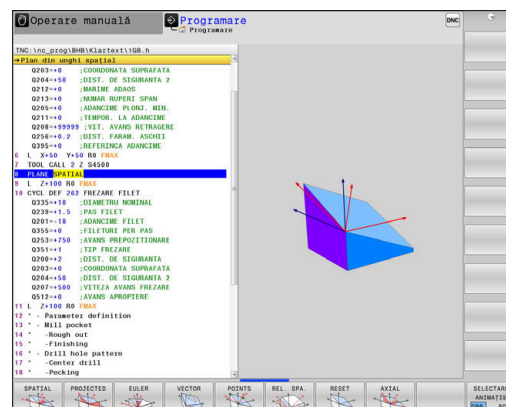 Operare manuală
Programare
Programare
DNC
TNC:\nc_prog\BHB\Klartext\1GB.h
→Plan din unghi spațial
Q203=+0 ;COORDONATA SUPRAFATA
Q204=+50 ;DIST. DE SIGURANTA 2
Q212=+0 ;MARIME ADAOS
Q213=+0 ;NUMAR RUPERI SPAN
Q205=+0 ;ADANCIME PLONJ. MIN.
Q211=+0 ;TEMPOR. LA ADANCIME
Q208=+99999 ;VIT. AVANS RETRAGERE
Q256=+0.2 ;DIST. FARAM. ASCHII
Q395=+0 ;REFERINCA ADANCIME
6 L X+50 Y+50 R0 FMAX
7 TOOL CALL 2 Z S4500
8 PLANE SPATIAL
9 L Z+100 R0 FMAX
10 CYCL DEF 262 FREZARE FILET
Q335=+10 ;DIAMETRU NOMINAL
Q239=+1.5 ;PAS FILET
Q201=-18 ;ADANCIME FILET
Q355=+0 ;FILETURI PER PAS
Q253=+750 ;AVANS PREPOZITIONARE
Q351=+1 ;TIP FREZARE
Q200=+2 ;DIST. DE SIGURANTA
Q203=+0 ;COORDONATA SUPRAFATA
Q204=+50 ;DIST. DE SIGURANTA 2
Q207=+500 ;VITEZA AVANS FREZARE
Q512=+0 ;AVANS APROPIERE
11 L Z+100 R0 FMAX
12 * - Parameter definition
13 * - Mill pocket
14 * -Rough out
15 * -Finishing
16 * - Drill hole pattern
17 * -Center drill
18 * -Pecking
SPATIAL PROJECTED EULER VECTOR POINTS REL. SPA. RESET AXIAL SELECTARE
ANIMAȚIE